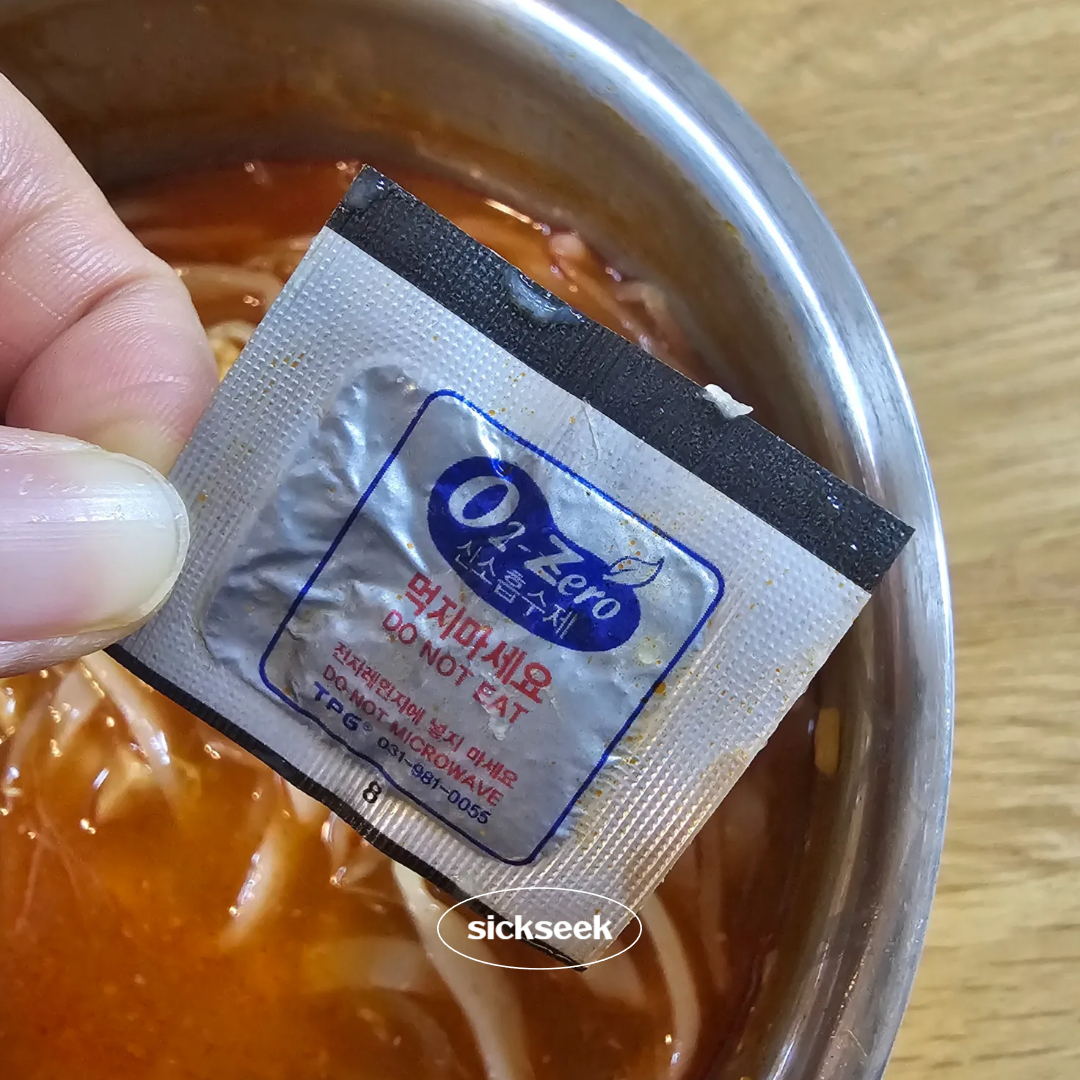 O2-Zero
산소흡수제
먹지마세요
DO NOT EAT
전자레인지에 넣지 마세요
DO NOT MICROWAVE
TPG® 031-981-0055
8
sickseek